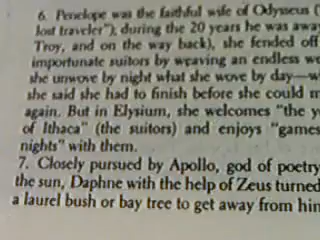 6. Penelope was the faithful wife of Odysseus (
lost traveler"), during the 20 years he was away
Troy, and on the way back), she fended off
importunate suitors by weaving an endless we
she unwove by night what she wove by day—w
she said she had to finish before she could m
again. But in Elysium, she welcomes "the y
of Ithaca" (the suitors) and enjoys "games
nights" with them.
7. Closely pursued by Apollo, god of poetry
the sun, Daphne with the help of Zeus turned
a laurel bush or bay tree to get away from him